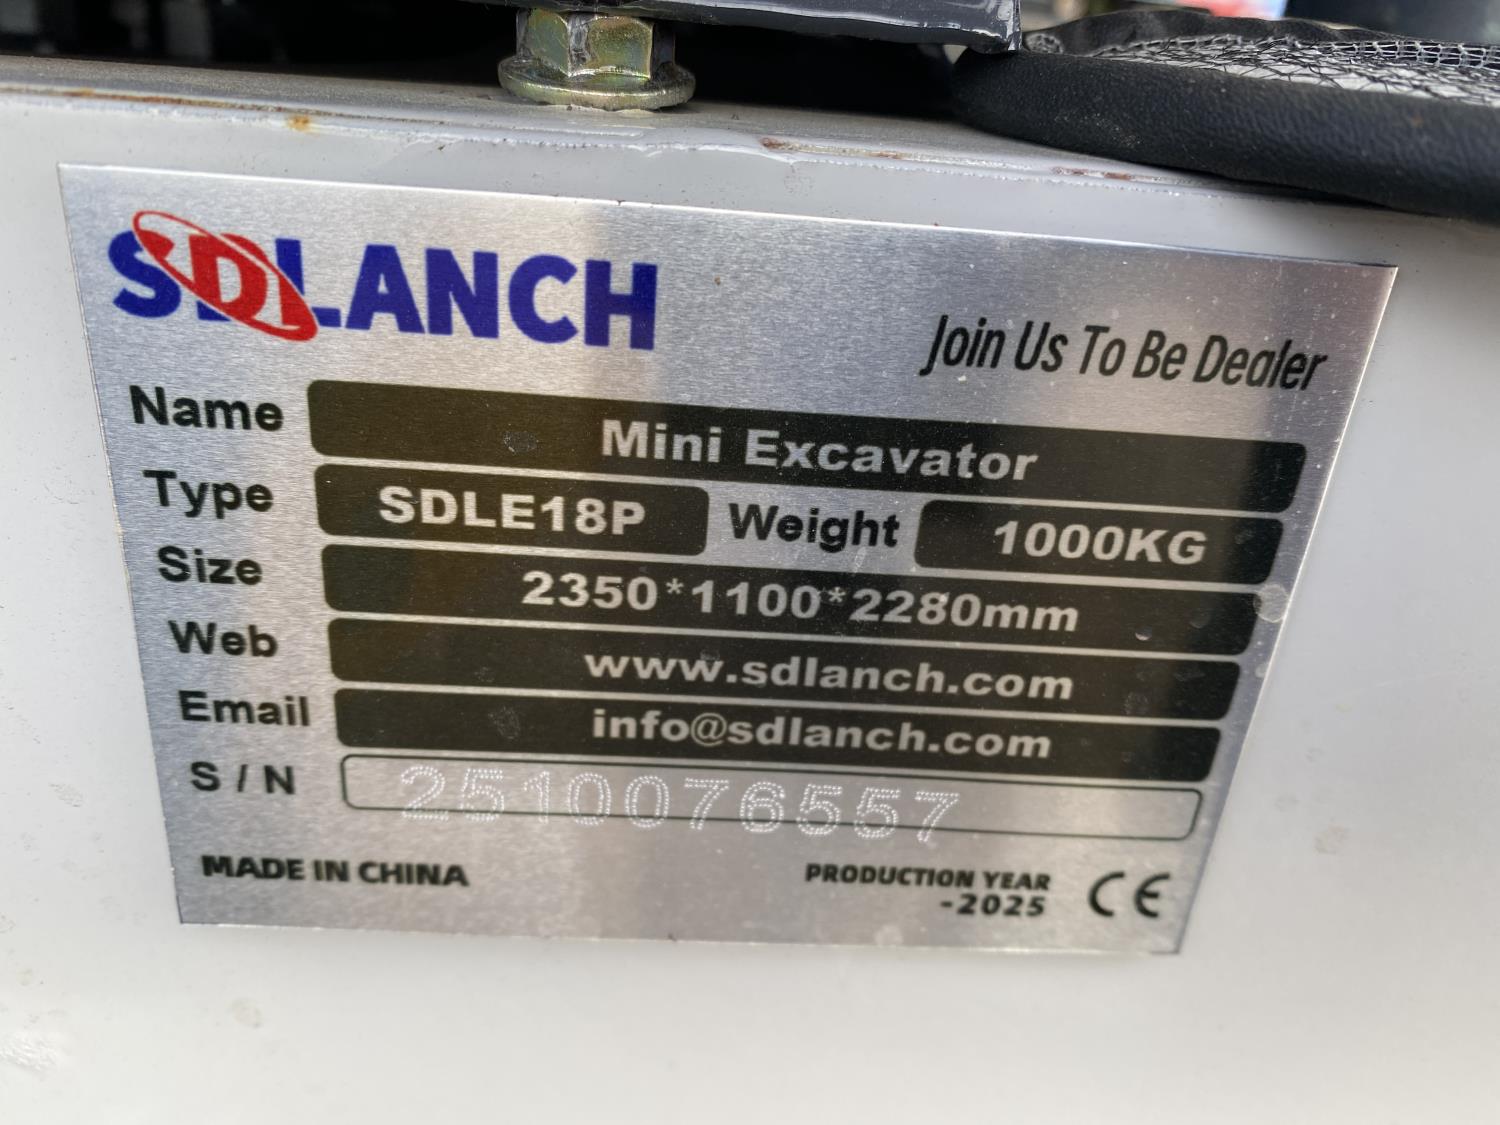 SDLANCH
Join Us To Be Dealer
Name Mini Excavator
Type SDLE18P Weight 1000KG
Size 2350*1100*2280mm
Web www.sdlanch.com
Email info@sdlanch.com
S / N 2510076557
MADE IN CHINA
PRODUCTION YEAR
-2025
CE